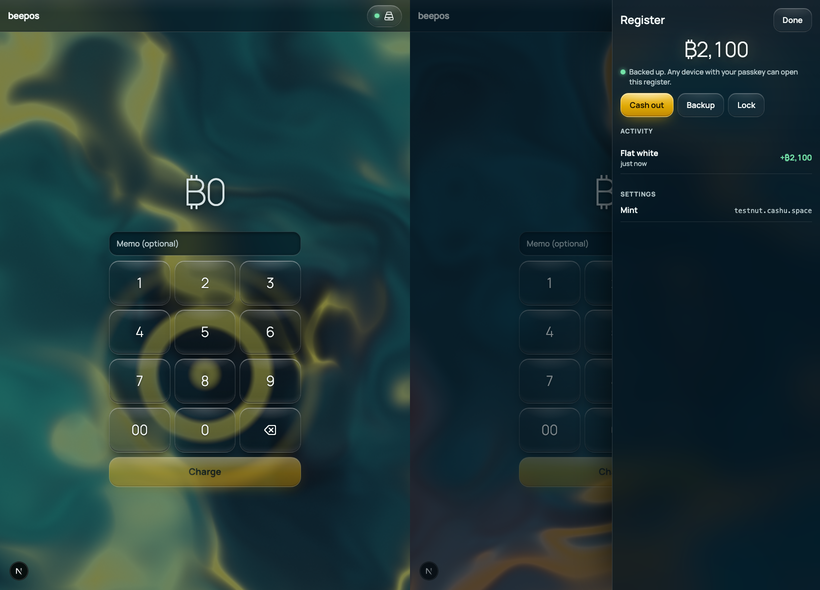 beepos
₿0
Memo (optional)
1 2 3
4 5 6
7 8 9
00 0
Charge
N
beepos
₿
Memo (optional)
1
4
7
00
Ch
N
Register
Done
₿2,100
Backed up. Any device with your passkey can open
this register.
Cash out Backup Lock
ACTIVITY
Flat white
just now
+₿2,100
SETTINGS
Mint
testnut.cashu.space